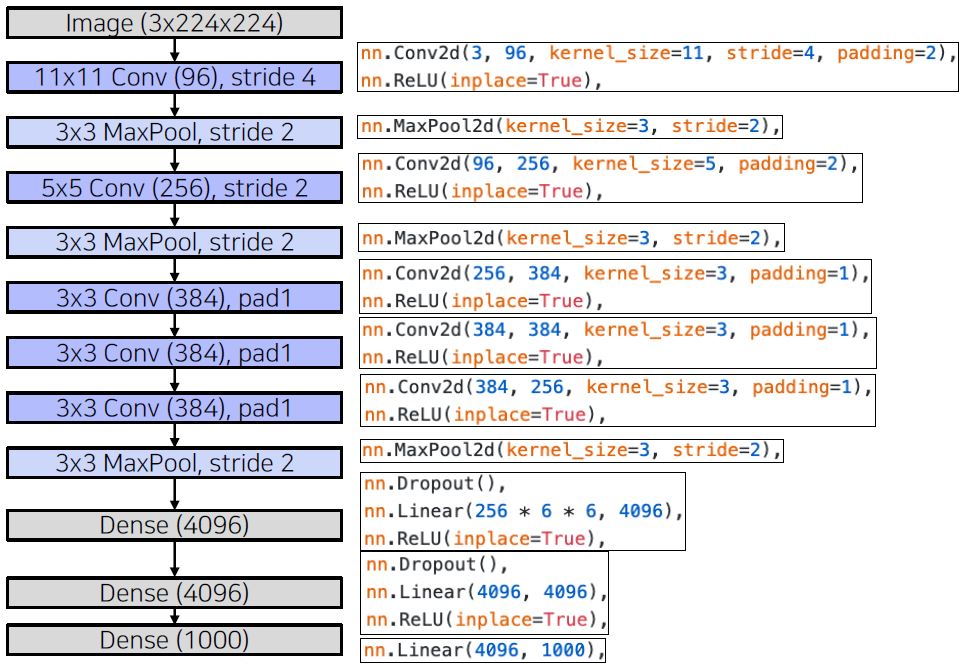 Image (3x224x224)
11x11 Conv (96), stride 4
nn.Conv2d(3, 96, kernel_size=11, stride=4, padding=2),
nn.ReLU(inplace=True),
3x3 MaxPool, stride 2
nn.MaxPool2d(kernel_size=3, stride=2),
5x5 Conv (256), stride 2
nn.Conv2d(96, 256, kernel_size=5, padding=2),
nn.ReLU(inplace=True),
3x3 MaxPool, stride 2
nn.MaxPool2d(kernel_size=3, stride=2),
3x3 Conv (384), pad1
nn.Conv2d(256, 384, kernel_size=3, padding=1),
nn.ReLU(inplace=True),
3x3 Conv (384), pad1
nn.Conv2d(384, 384, kernel_size=3, padding=1),
nn.ReLU(inplace=True),
3x3 Conv (384), pad1
nn.Conv2d(384, 256, kernel_size=3, padding=1),
nn.ReLU(inplace=True),
3x3 MaxPool, stride 2
nn.MaxPool2d(kernel_size=3, stride=2),
Dense (4096)
nn.Dropout(),
nn.Linear(256 * 6 * 6, 4096),
nn.ReLU(inplace=True),
Dense (4096)
nn.Dropout(),
nn.Linear(4096, 4096),
nn.ReLU(inplace=True),
Dense (1000)
nn.Linear(4096, 1000),